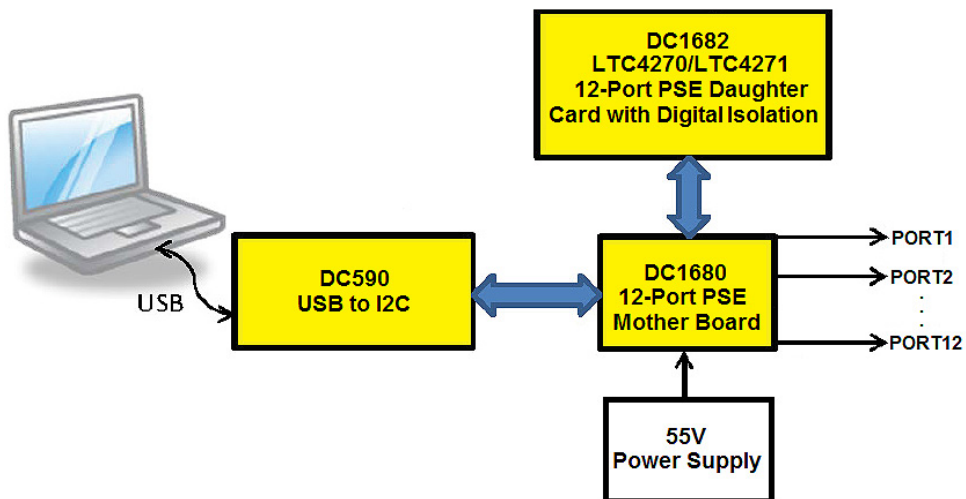 DC1682
LTC4270/LTC4271
12-Port PSE Daughter
Card with Digital Isolation
USB
DC590
USB to I2C
DC1680
12-Port PSE
Mother Board
PORT1
PORT2
PORT12
55V
Power Supply